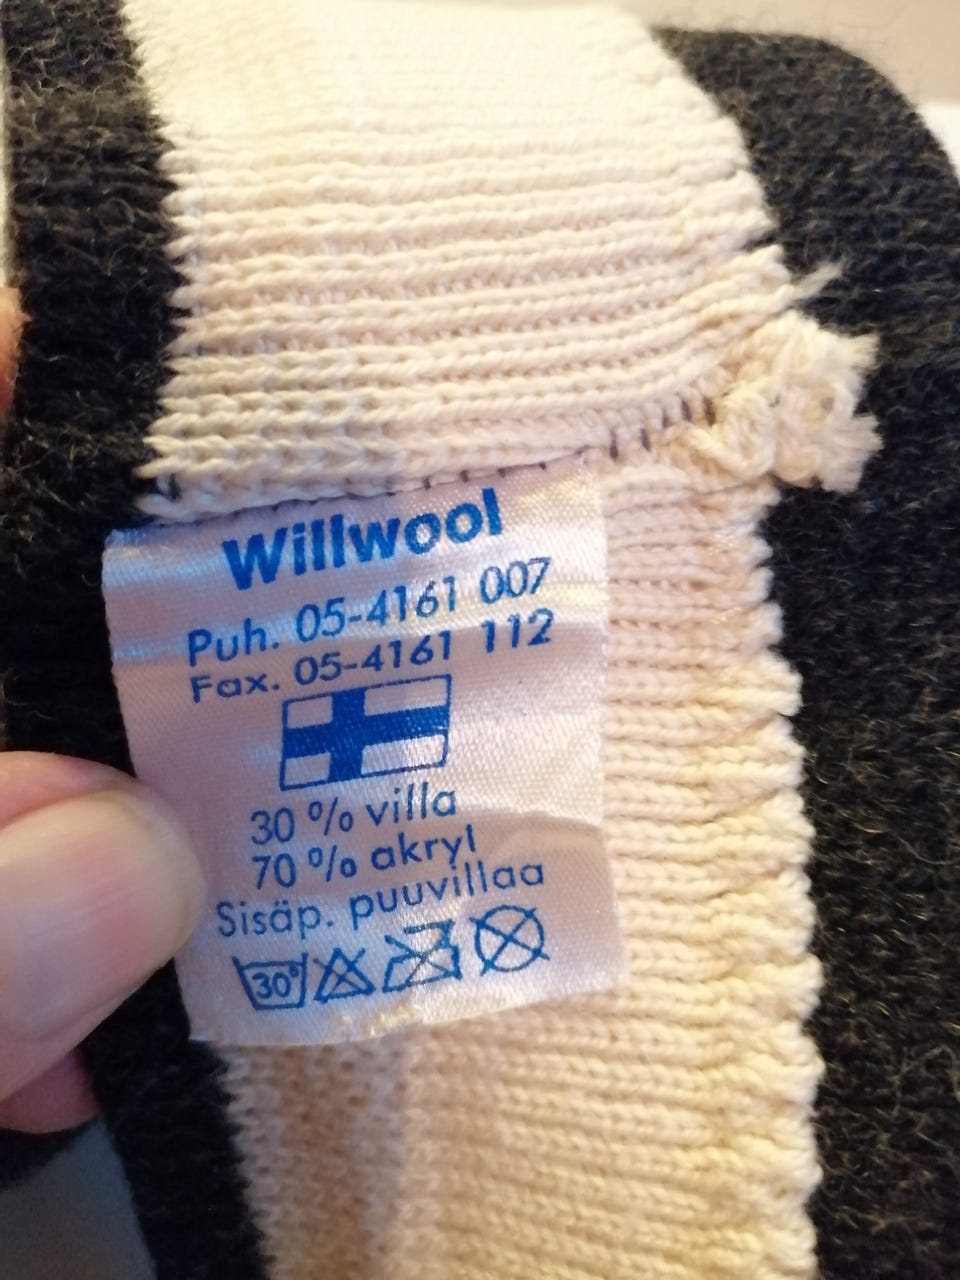 Willwool
Puh. 05-4161 007
Fax. 05-4161 112
30 % villa
70 % akryl
Sisäp. puuvillaa
30°